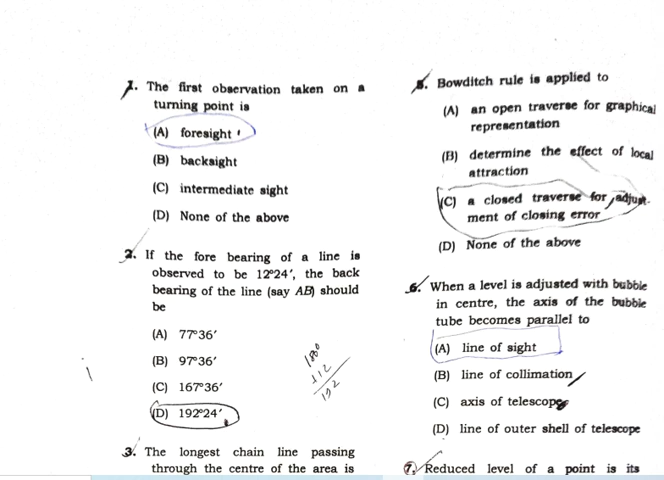 1. The first observation taken on a
turning point is
(A) foresight
(B) backsight
(C) intermediate sight
(D) None of the above
2. If the fore bearing of a line is
observed to be 12°24′, the back
bearing of the line (say AB) should
be
(A) 77°36′
(B) 97°36′
(C) 167°36′
(D) 192°24′
180
+12
192
3. The longest chain line passing
through the centre of the area is
5. Bowditch rule is applied to
(A) an open traverse for graphical
representation
(B) determine the effect of local
attraction
(C) a closed traverse for adjust-
ment of closing error
(D) None of the above
6. When a level is adjusted with bubble
in centre, the axis of the bubble
tube becomes parallel to
(A) line of sight
(B) line of collimation
(C) axis of telescope
(D) line of outer shell of telescope
7. Reduced level of a point is its